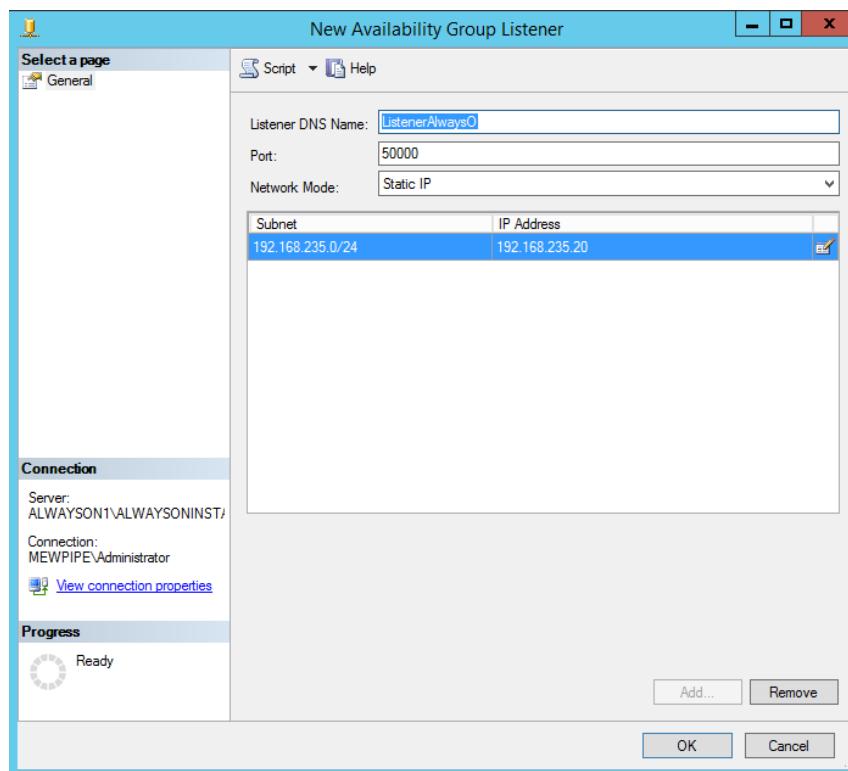 New Availability Group Listener
Select a page
General
Script
Help
Listener DNS Name:
ListenerAlwaysO
Port:
50000
Network Mode:
Static IP
Subnet
IP Address
192.168.235.0/24
192.168.235.20
Connection
Server:
ALWAYSON1\ALWAYSONINST
Connection:
MEWPIPE\Administrator
View connection properties
Progress
Ready
Add...
Remove
OK
Cancel